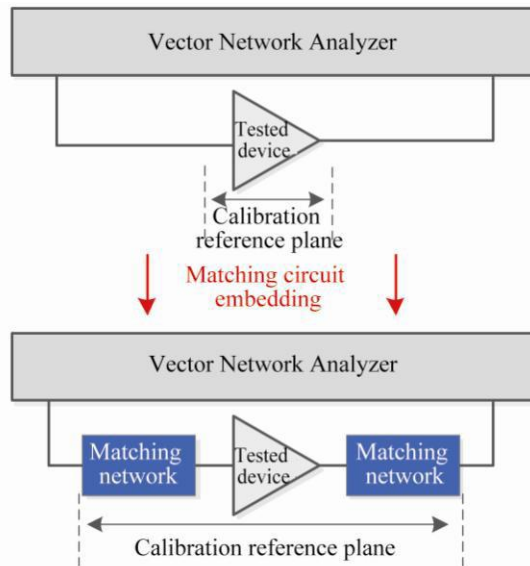 Vector Network Analyzer
Tested
device
Calibration
reference plane
Matching circuit
embedding
Vector Network Analyzer
Matching
network
Tested
device
Matching
network
Calibration reference plane